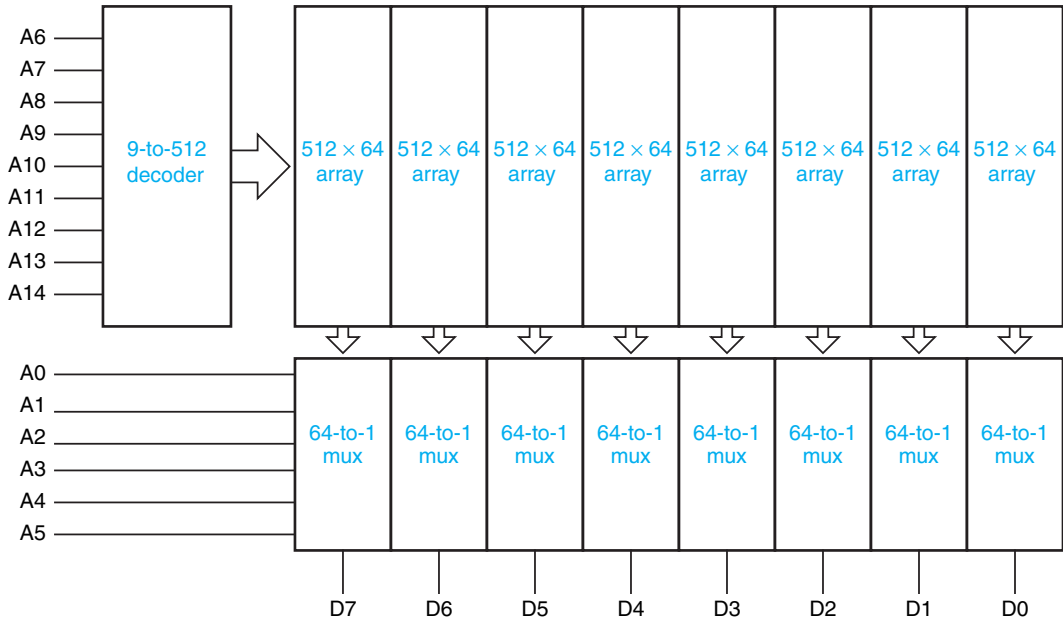 A6
A7
A8
A9
A10
A11
A12
A13
A14
9-to-512
decoder
512 × 64 512 × 64 512 × 64 512 × 64 512 × 64 512 × 64 512 × 64 512 × 64
array array array array array array array array
A0
A1
A2
A3
A4
A5
64-to-1 64-to-1 64-to-1 64-to-1 64-to-1 64-to-1 64-to-1 64-to-1
mux mux mux mux mux mux mux mux
D7 D6 D5 D4 D3 D2 D1 D0